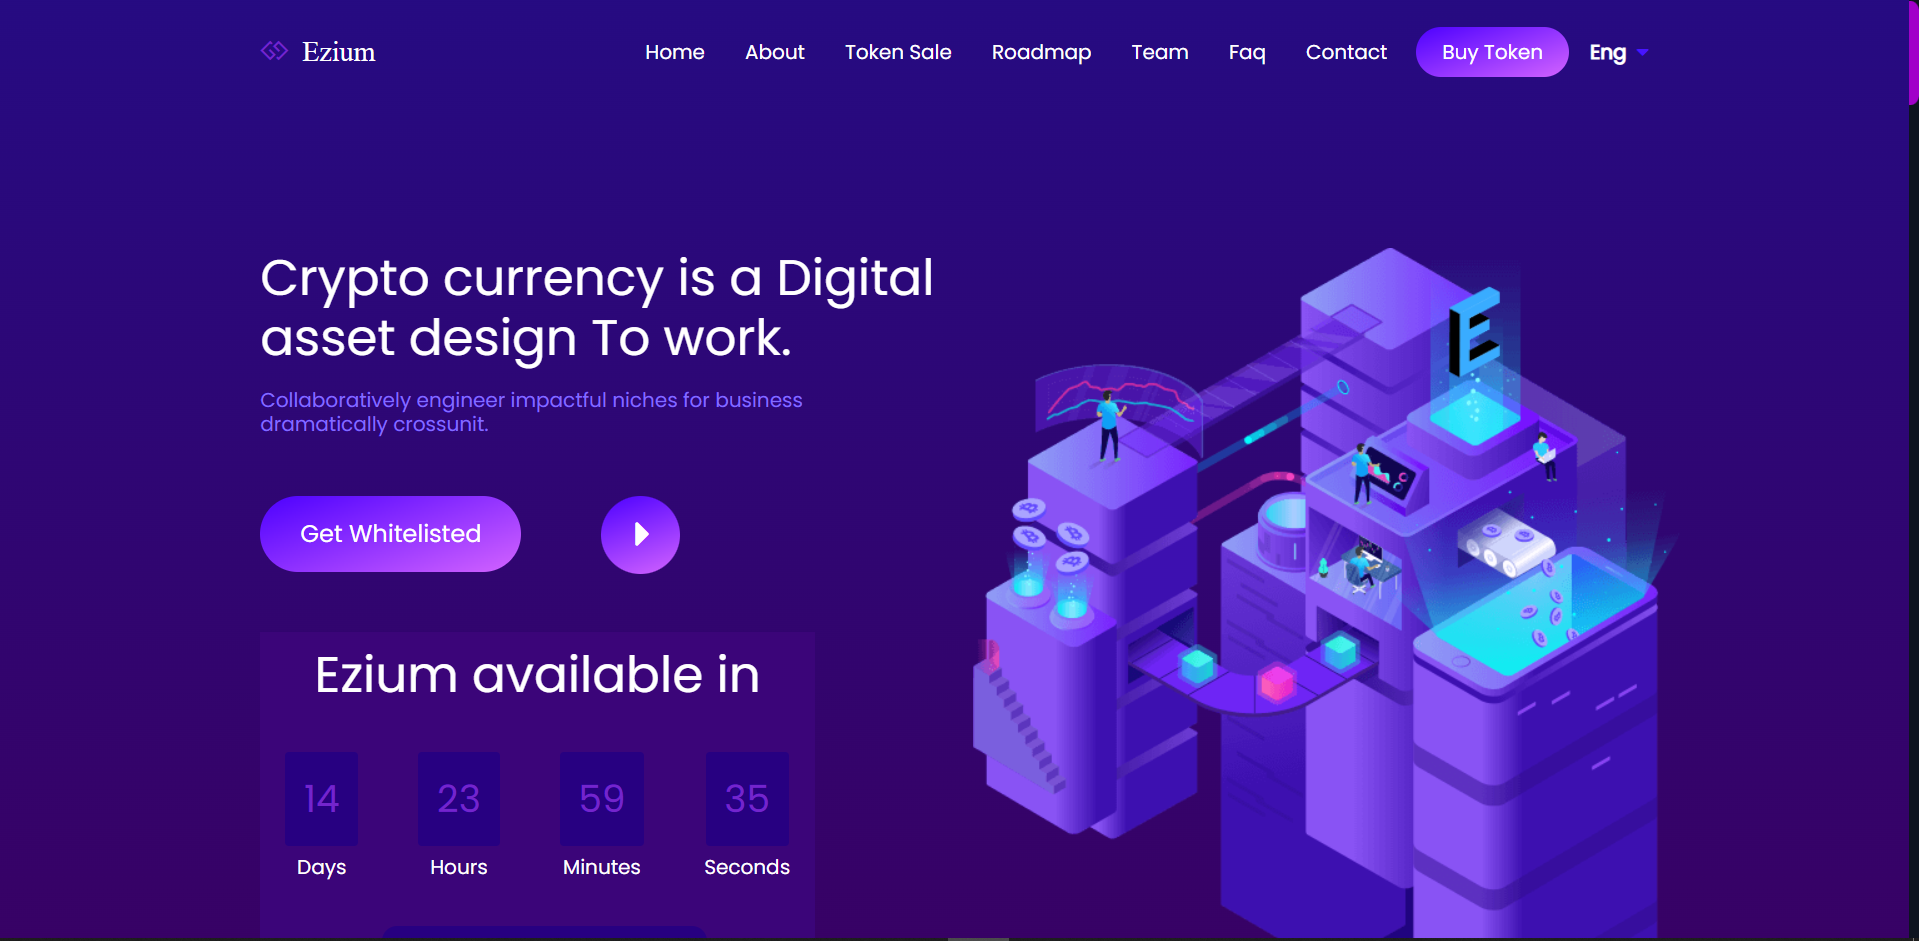 Ezium
Home About Token Sale Roadmap Team Faq Contact Buy Token Eng
Crypto currency is a Digital
asset design To work.
Collaboratively engineer impactful niches for business
dramatically crossunit.
Get Whitelisted
E
Ezium available in
14 23 59 35
Days Hours Minutes Seconds